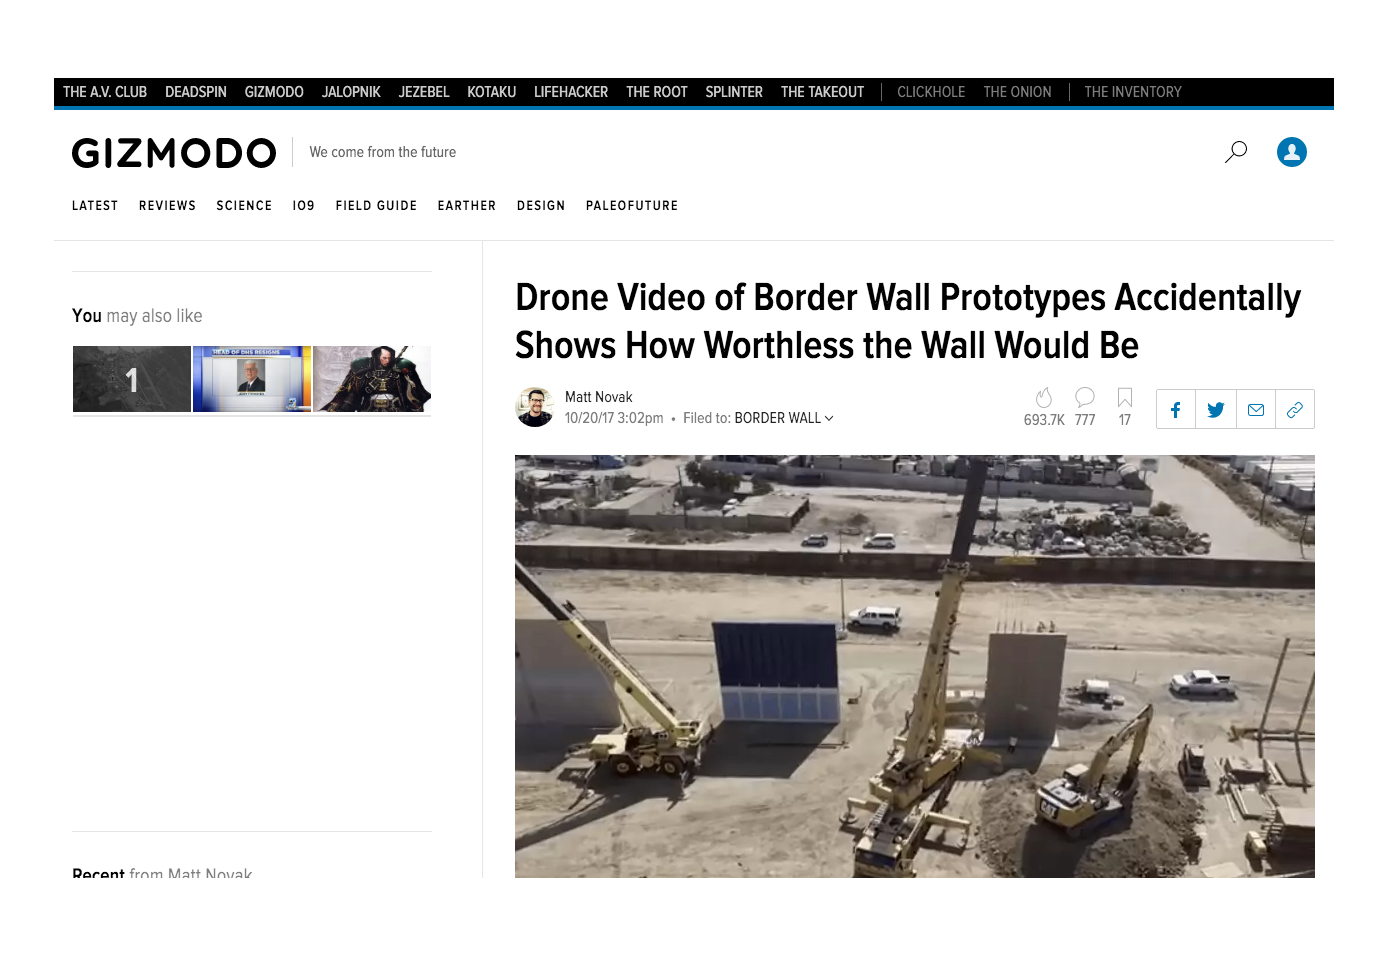 THE A.V. CLUB DEADSPIN GIZMODO JALOPNIK JEZEBEL KOTAKU LIFEHACKER THE ROOT SPLINTER THE TAKEOUT CLICKHOLE THE ONION THE INVENTORY
GIZMODO We come from the future
LATEST REVIEWS SCIENCE IO9 FIELD GUIDE EARTHER DESIGN PALEOFUTURE
You may also like
1
HEAD OF DHS RESIGNS
Recent from Matt Novak
Drone Video of Border Wall Prototypes Accidentally
Shows How Worthless the Wall Would Be
Matt Novak
10/20/17 3:02pm • Filed to: BORDER WALL
693.7K 777 17
CAT